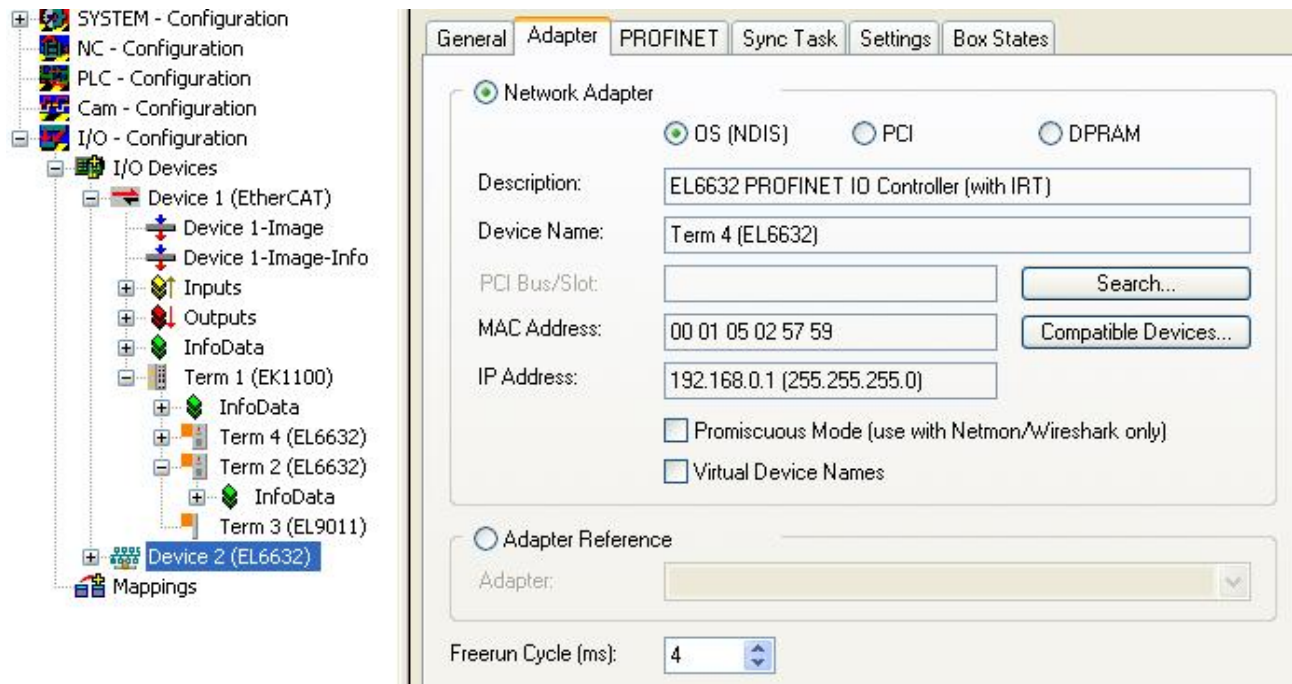 SYSTEM - Configuration
NC - Configuration
PLC - Configuration
Cam - Configuration
I/O - Configuration
I/O Devices
Device 1 (EtherCAT)
Device 1-Image
Device 1-Image-Info
Inputs
Outputs
InfoData
Term 1 (EK1100)
InfoData
Term 4 (EL6632)
Term 2 (EL6632)
InfoData
Term 3 (EL9011)
Device 2 (EL6632)
Mappings
General Adapter PROFINET Sync Task Settings Box States
Network Adapter
OS (NDIS) PCI DPRAM
Description: EL6632 PROFINET IO Controller (with IRT)
Device Name: Term 4 (EL6632)
PCI Bus/Slot: Search...
MAC Address: 00 01 05 02 57 59 Compatible Devices...
IP Address: 192.168.0.1 (255.255.255.0)
Promiscuous Mode (use with Netmon/Wireshark only)
Virtual Device Names
Adapter Reference
Adapter:
Freerun Cycle (ms): 4